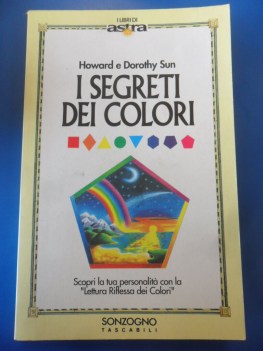 I LIBRI DI
astra
Howard e Dorothy Sun
I SEGRETI
DEI COLORI
Scopri la tua personalità con la
"Lettura Riflessa dei Colori"
SONZOGNO
TASCABILI